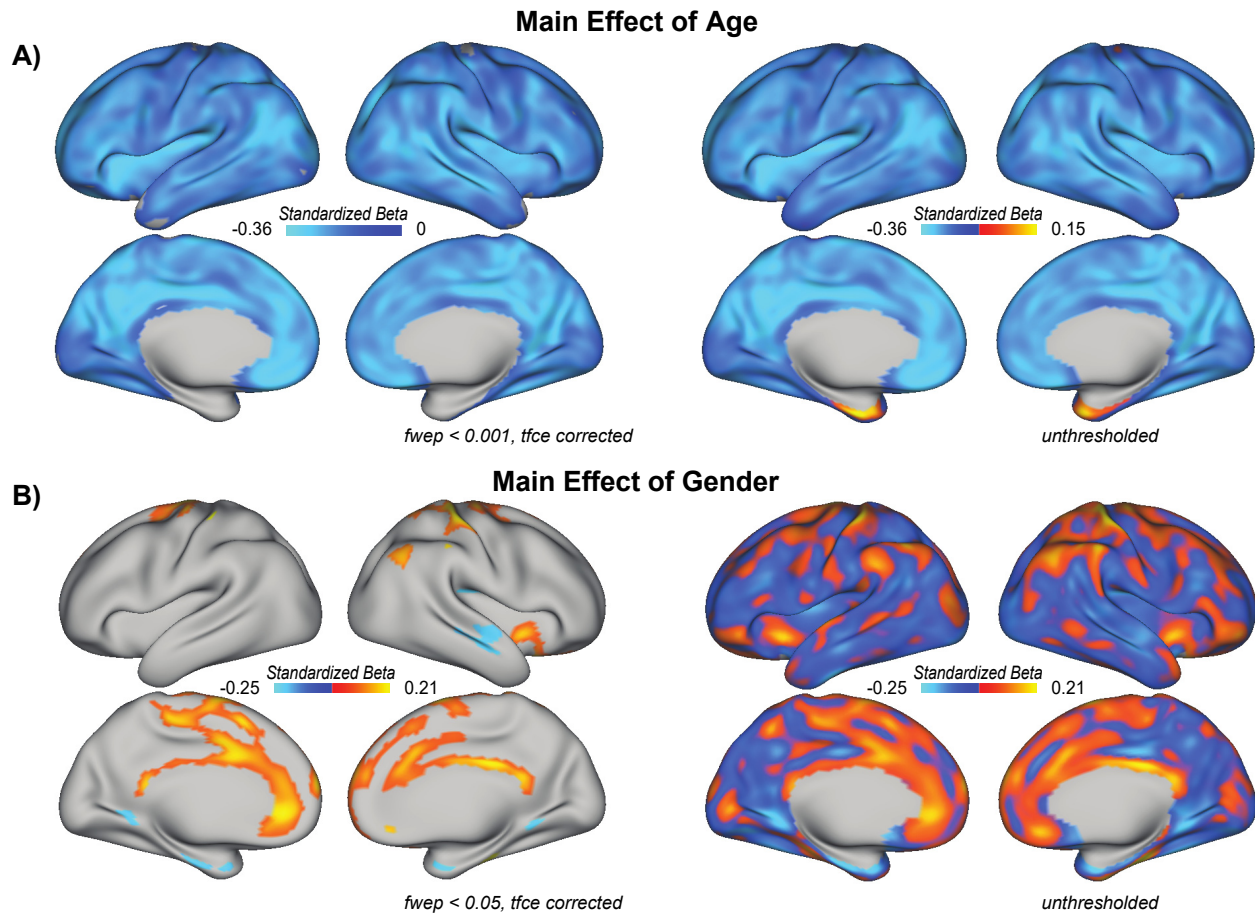 Main Effect of Age
A)
Standardized Beta
-0.36 0
Standardized Beta
-0.36 0.15
fwep < 0.001, tfce corrected
unthresholded
Main Effect of Gender
B)
Standardized Beta
-0.25 0.21
Standardized Beta
-0.25 0.21
fwep < 0.05, tfce corrected
unthresholded